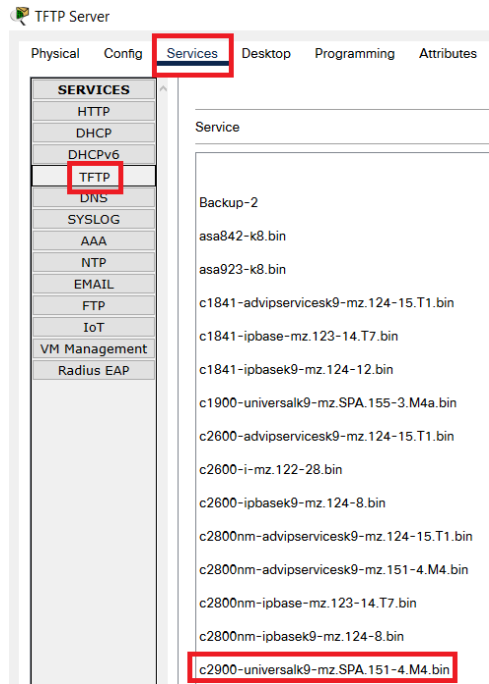 TFTP Server
Physical Config Services Desktop Programming Attributes
SERVICES
HTTP
DHCP
DHCPv6
TFTP
DNS
SYSLOG
AAA
NTP
EMAIL
FTP
IoT
VM Management
Radius EAP
Service
Backup-2
asa842-k8.bin
asa923-k8.bin
c1841-advipservicesk9-mz.124-15.T1.bin
c1841-ipbase-mz.123-14.T7.bin
c1841-ipbasek9-mz.124-12.bin
c1900-universalk9-mz.SPA.155-3.M4a.bin
c2600-advipservicesk9-mz.124-15.T1.bin
c2600-i-mz.122-28.bin
c2600-ipbasek9-mz.124-8.bin
c2800nm-advipservicesk9-mz.124-15.T1.bin
c2800nm-advipservicesk9-mz.151-4.M4.bin
c2800nm-ipbase-mz.123-14.T7.bin
c2800nm-ipbasek9-mz.124-8.bin
c2900-universalk9-mz.SPA.151-4.M4.bin